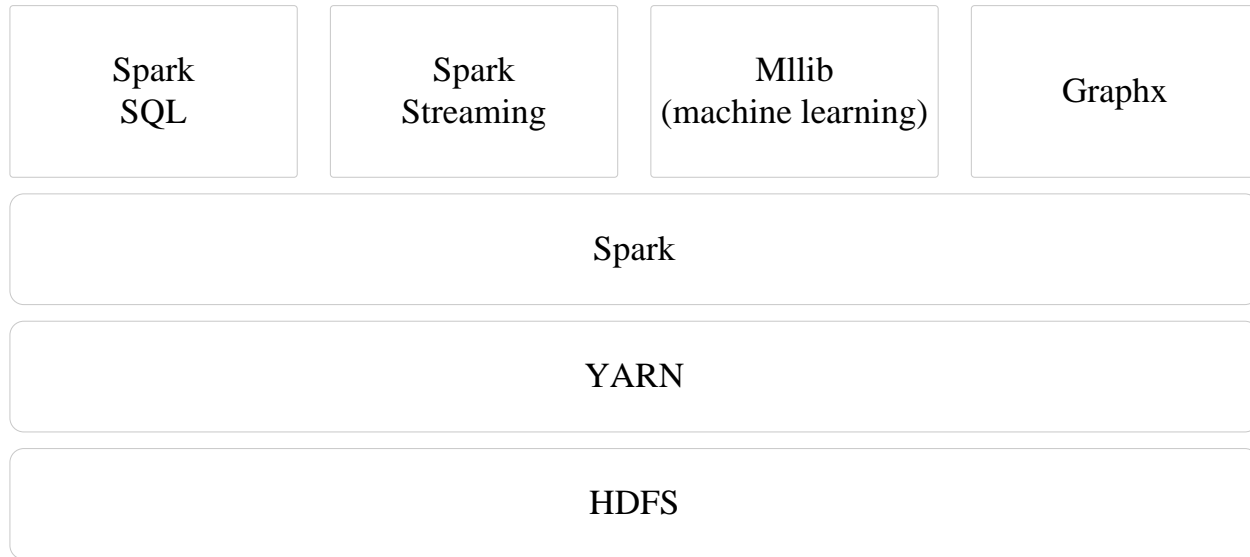 Spark
SQL
Spark
Streaming
Mllib
(machine learning)
Graphx
Spark
YARN
HDFS